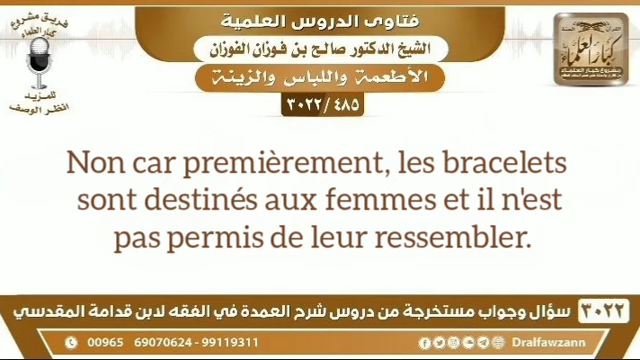 فتاوى الدروس العلمية
الشيخ الدكتور صالح بن فوزان الفوزان
الأطعمة واللباس والزينة
٤٨٥ / ٣٠٢٢
فريق مشروع
كبار العلماء
للمزيد
انظر الوصف
كبار العلماء
Non car premièrement, les bracelets
sont destinés aux femmes et il n'est
pas permis de leur ressembler.
٣٠٢٢ سؤال وجواب مستخرجة من دروس شرح العمدة في الفقه لابن قدامة المقدسي
00965 69070624 - 99119311
Dralfawzann